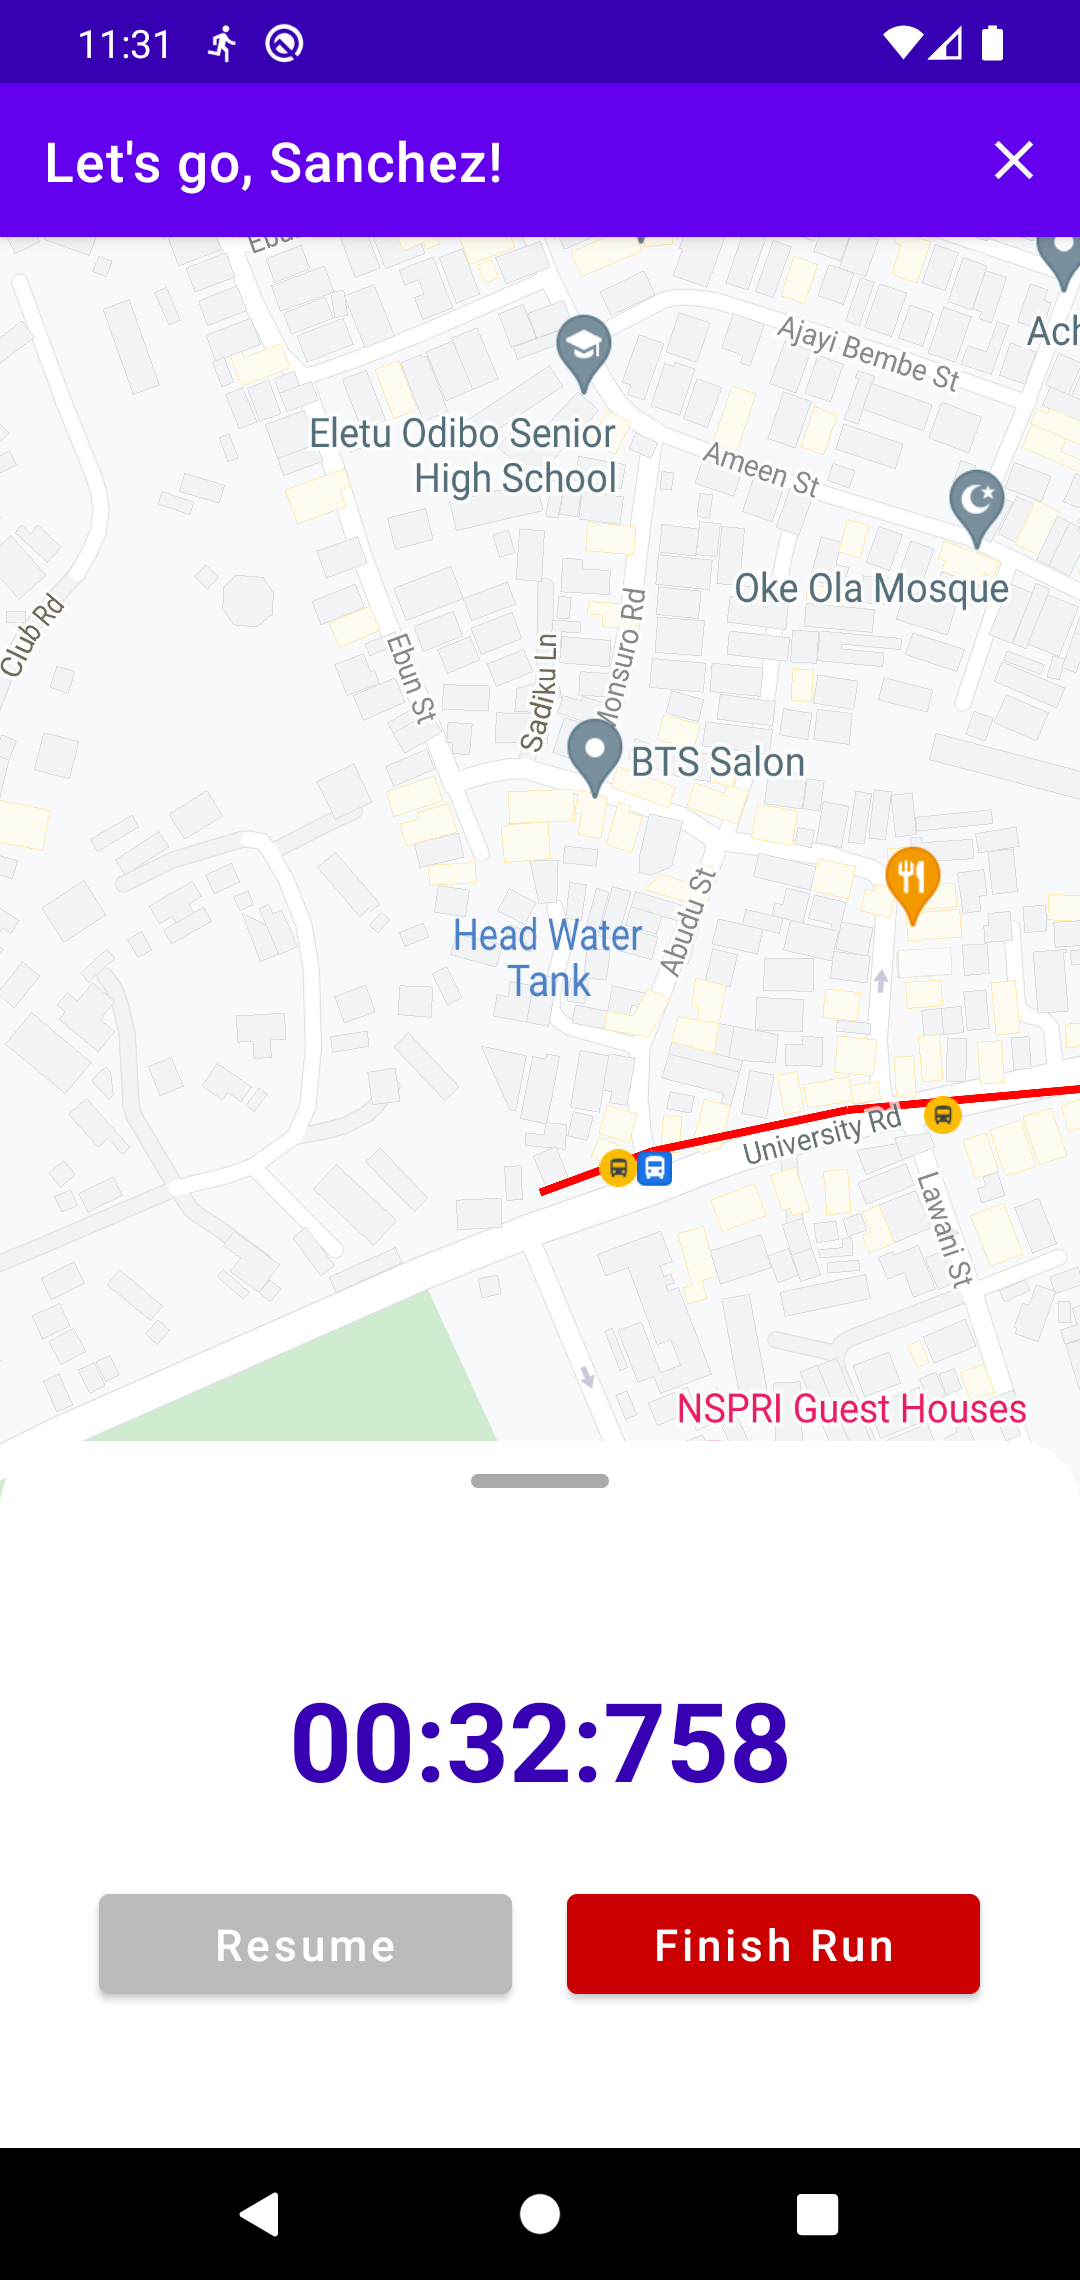 11:31
Let's go, Sanchez!
Ajayi Bembe St
Eletu Odibo Senior
High School
Ameen St
Oke Ola Mosque
Club Rd
Ebun St
Sadiku Ln
Monsuro Rd
BTS Salon
Abudu St
Head Water
Tank
University Rd
Lawani St
NSPRI Guest Houses
00:32:758
Resume
Finish Run